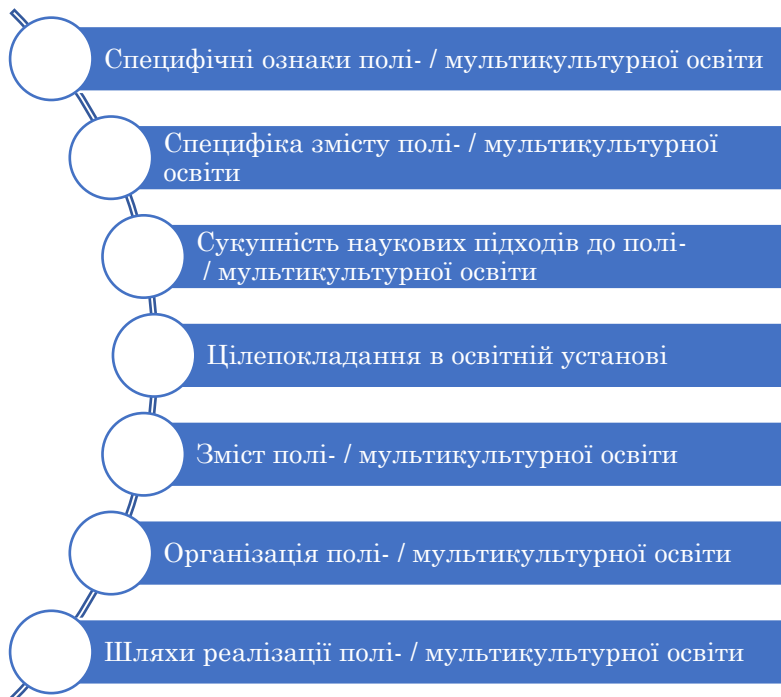 Специфічні ознаки полі- / мультикультурної освіти
Специфіка змісту полі- / мультикультурної
освіти
Сукупність наукових підходів до полі-
/ мультикультурної освіти
Цілепокладання в освітній установі
Зміст полі- / мультикультурної освіти
Організація полі- / мультикультурної освіти
Шляхи реалізації полі- / мультикультурної освіти